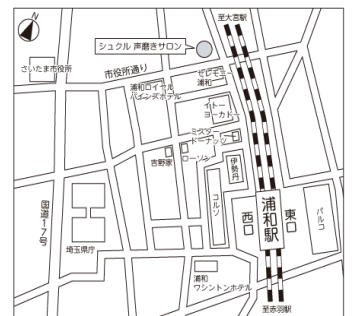 N
至大宮駅
シュクル 声磨きサロン
市役所通り
さいたま市役所
セレモニー
浦和
浦和ロイヤル
パインズホテル
イトー
ヨーカドー
ミスター
ドーナッツ
吉野家
ローソン
伊勢丹
コルソ
国道17号
埼玉県庁
西口
浦和駅
東口
パルコ
浦和
ワシントンホテル
至赤羽駅